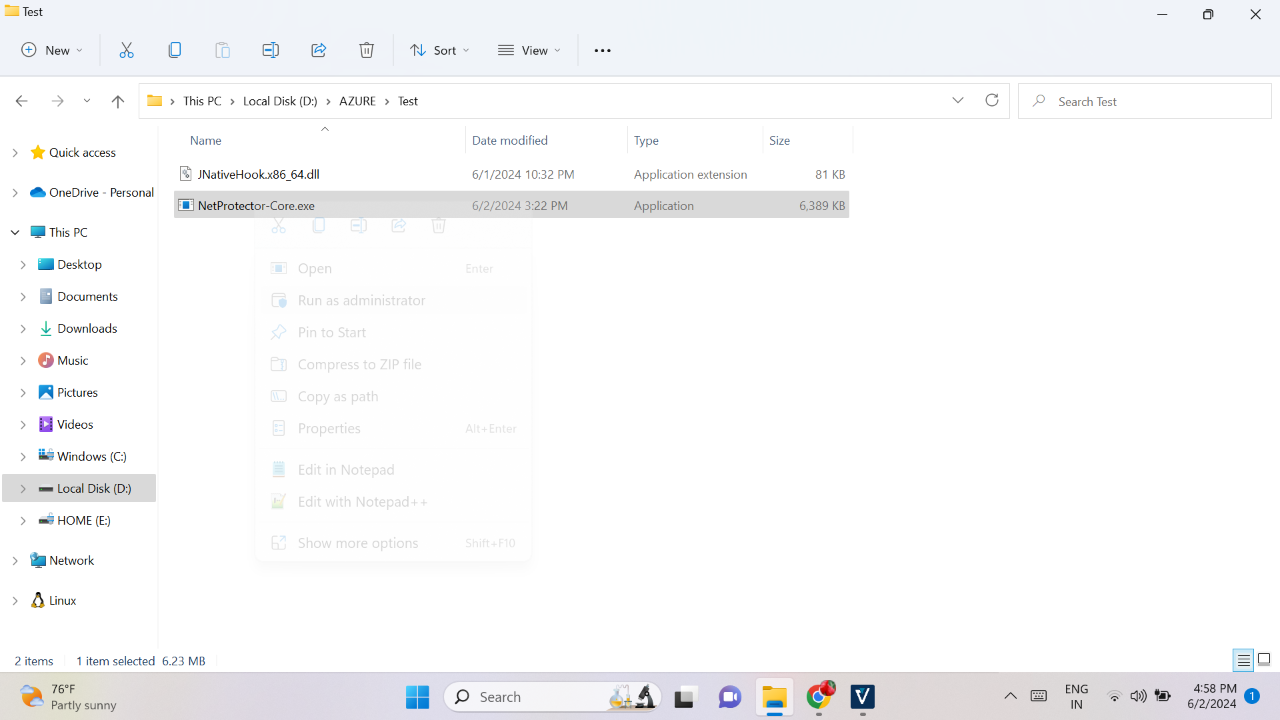 Test
New
Sort
View
This PC
Local Disk (D:)
AZURE
Test
Search Test
Name
Date modified
Type
Size
JNativeHook.x86_64.dll
6/1/2024 10:32 PM
Application extension
81 KB
NetProtector-Core.exe
6/2/2024 3:22 PM
Application
6,389 KB
Quick access
OneDrive - Personal
This PC
Desktop
Documents
Downloads
Music
Pictures
Videos
Windows (C:)
Local Disk (D:)
HOME (E:)
Network
Linux
Open Enter
Run as administrator
Pin to Start
Compress to ZIP file
Copy as path
Properties Alt+Enter
Edit in Notepad
Edit with Notepad++
Show more options Shift+F10
2 items
1 item selected 6.23 MB
76°F
Partly sunny
Search
ENG
IN
4:58 PM
6/2/2024
1